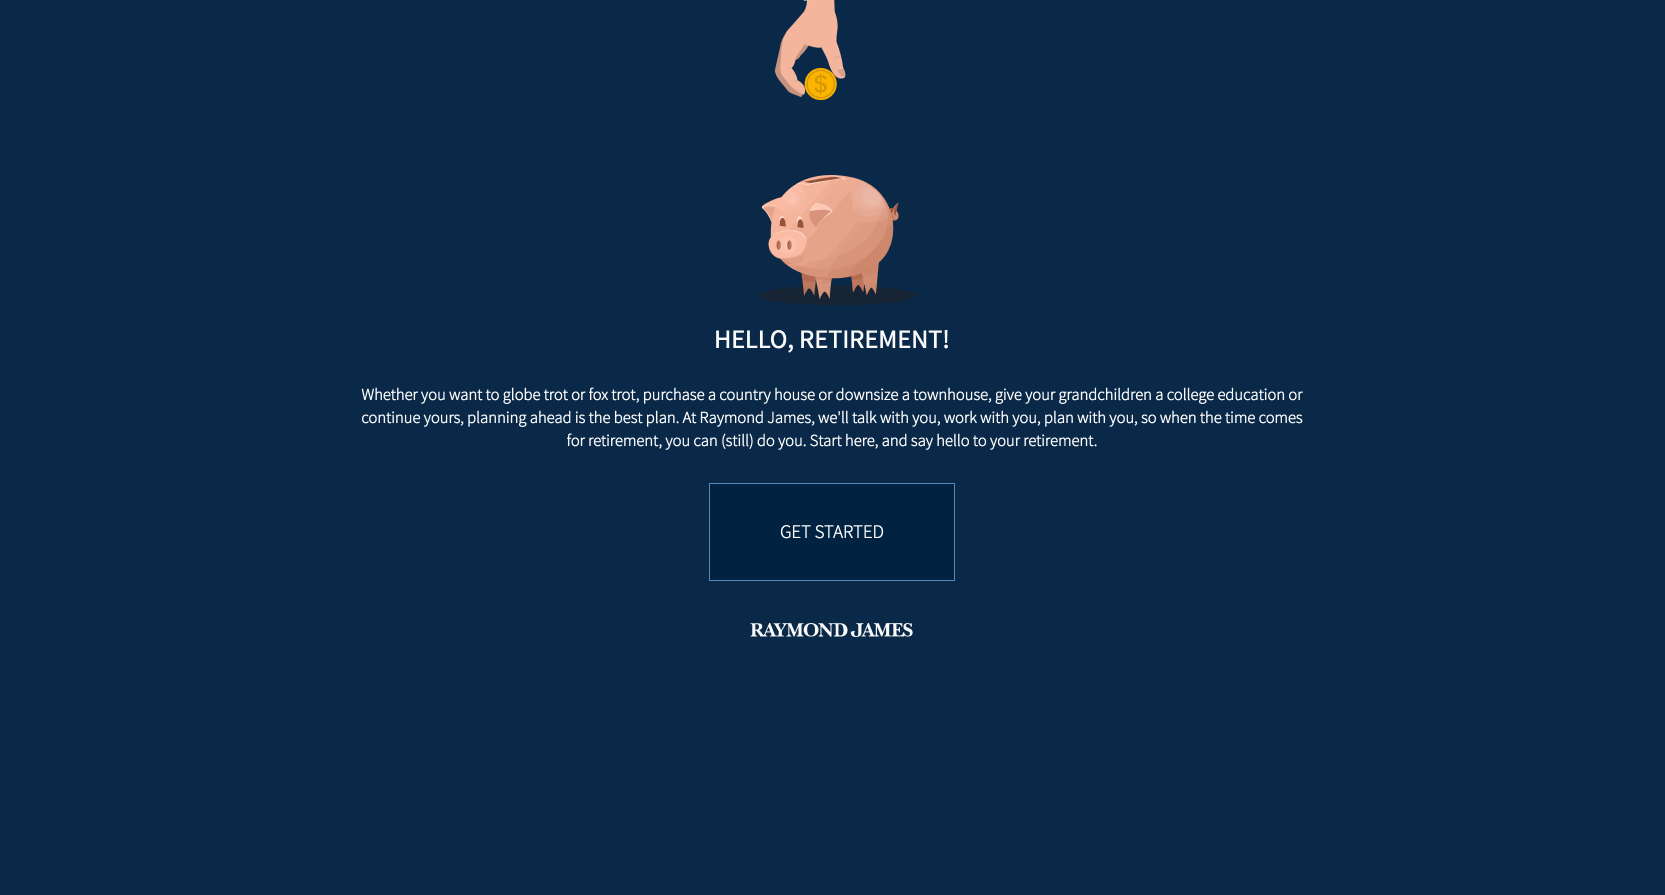 $
HELLO, RETIREMENT!
Whether you want to globe trot or fox trot, purchase a country house or downsize a townhouse, give your grandchildren a college education or
continue yours, planning ahead is the best plan. At Raymond James, we'll talk with you, work with you, plan with you, so when the time comes
for retirement, you can (still) do you. Start here, and say hello to your retirement.
GET STARTED
RAYMOND JAMES